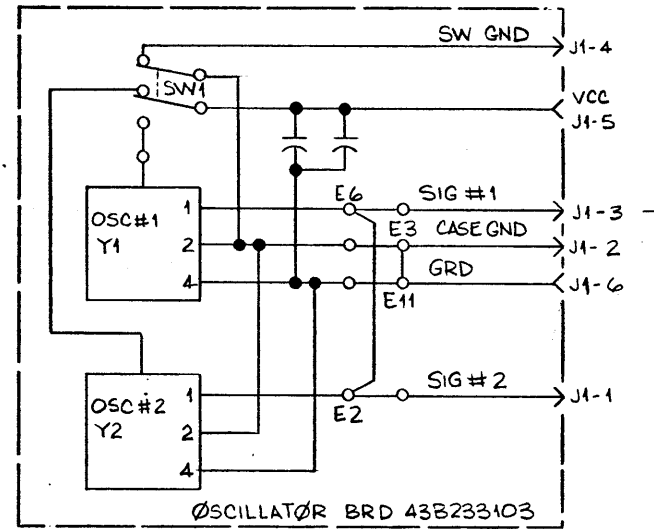 SW GND
J1-4
SW1
VCC
J1-5
E6
SIG #1
J1-3
OSC#1
Y1
1
2
4
E3
CASE GND
J1-2
GRD
J1-6
E11
OSC#2
Y2
1
2
4
SIG #2
J1-1
E2
ØSCILLATØR BRD 43B233103